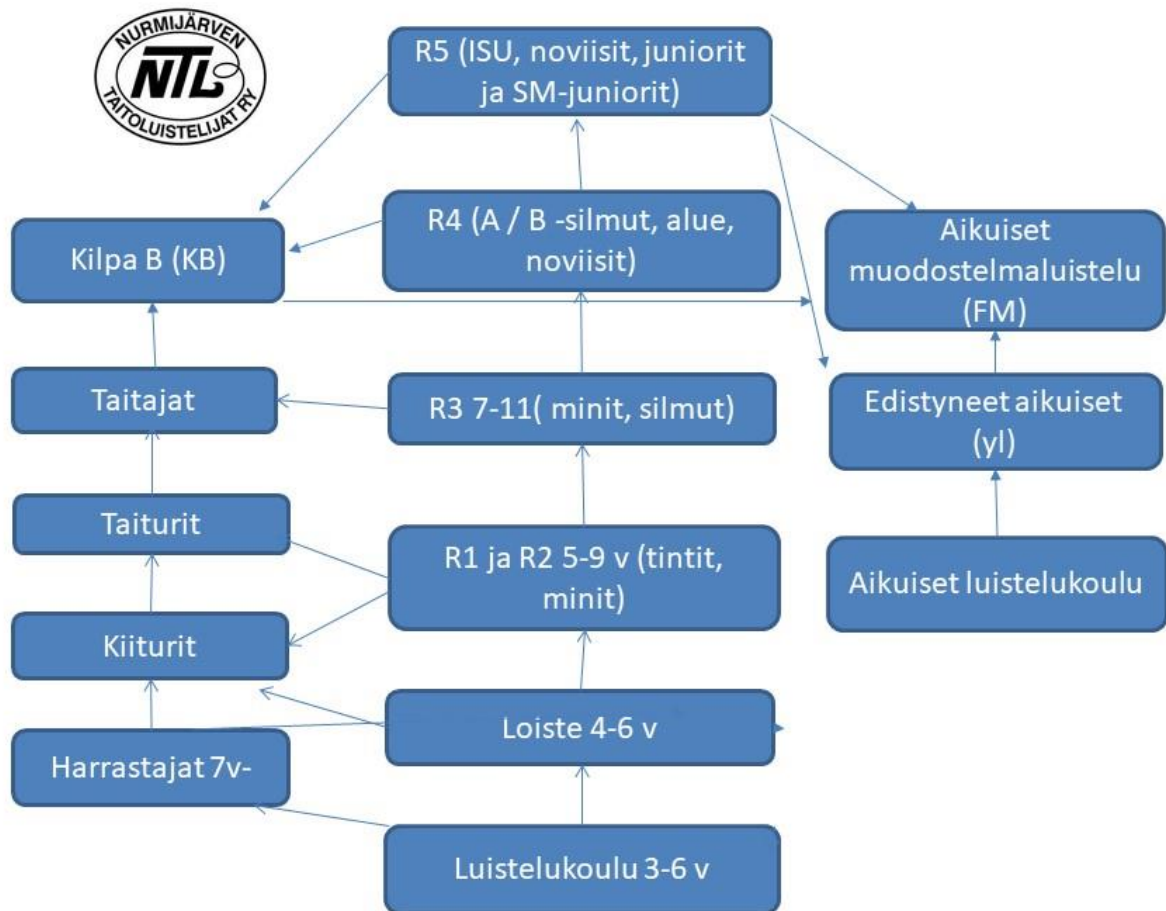 NURMIJÄRVEN
NTL
TAITOLUISTELIJAT RY
R5 (ISU, noviisit, juniorit
ja SM-juniorit)
Kilpa B (KB)
R4 (A / B -silmut, alue,
noviisit)
Aikuiset
muodostelmaluistelu
(FM)
Taitajat
R3 7-11( minit, silmut)
Edistyneet aikuiset
(yl)
Taiturit
R1 ja R2 5-9 v (tintit,
minit)
Aikuiset luistelukoulu
Kiiturit
Loiste 4-6 v
Harrastajat 7v-
Luistelukoulu 3-6 v